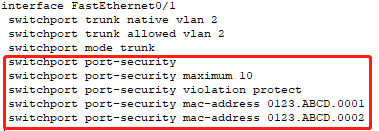 interface FastEthernet0/1
switchport trunk native vlan 2
switchport trunk allowed vlan 2
switchport mode trunk
switchport port-security
switchport port-security maximum 10
switchport port-security violation protect
switchport port-security mac-address 0123.ABCD.0001
switchport port-security mac-address 0123.ABCD.0002